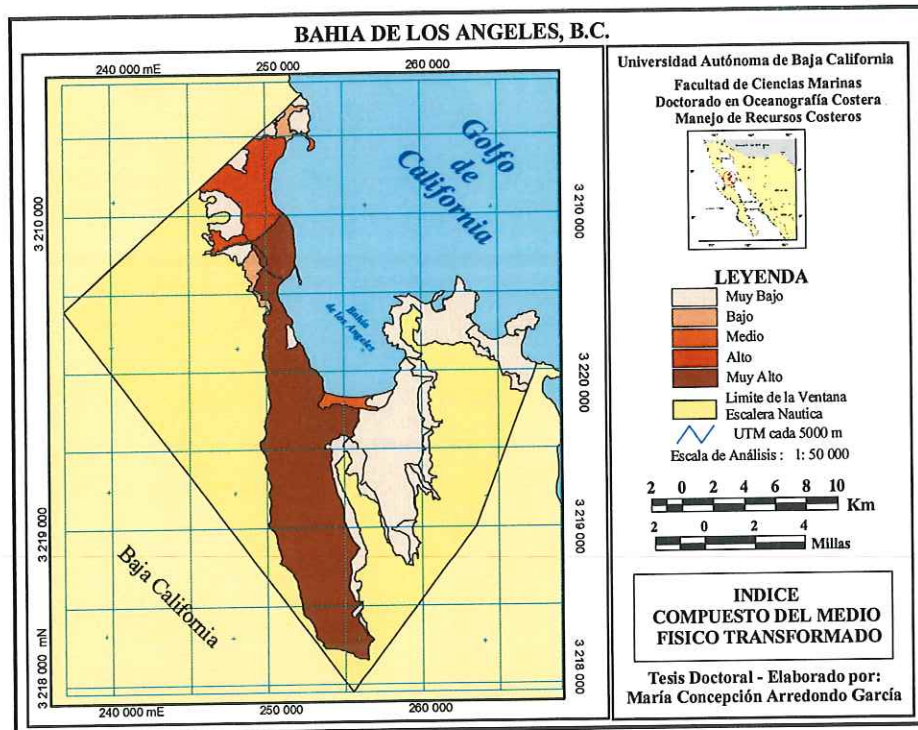 BAHIA DE LOS ANGELES, B.C.
240 000 mE
250 000
260 000
3 210 000
3 219 000
3 218 000 mN
Golfo
de
California
Bahia
de los Angeles
Baja California
3 210 000
3 220 000
3 219 000
3 218 000
240 000 mE
250 000
260 000
Universidad Autónoma de Baja California
Facultad de Ciencias Marinas
Doctorado en Oceanografía Costera
Manejo de Recursos Costeros
LEYENDA
Muy Bajo
Bajo
Medio
Alto
Muy Alto
Limite de la Ventana
Escalera Nautica
UTM cada 5000 m
Escala de Análisis : 1: 50 000
2 0 2 4 6 8 10
Km
2 0 2 4
Millas
INDICE
COMPUESTO DEL MEDIO
FISICO TRANSFORMADO
Tesis Doctoral - Elaborado por:
María Concepción Arredondo García